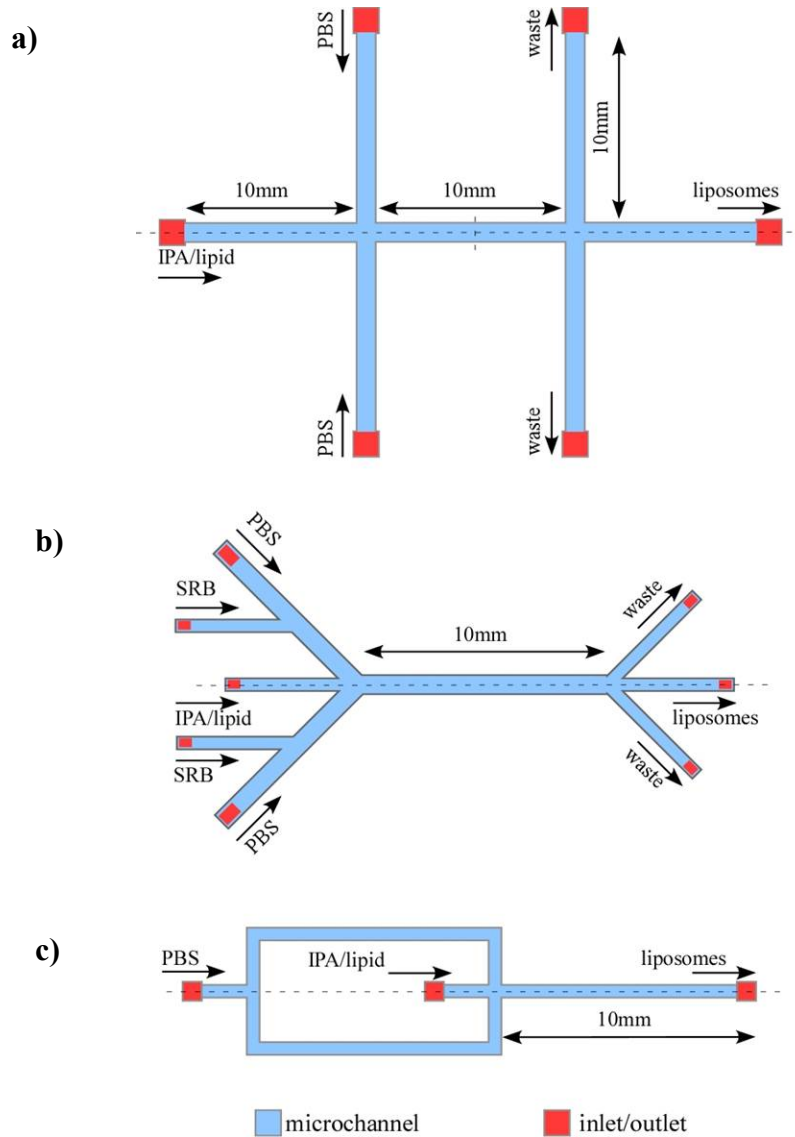 a)
PBS
waste
10mm
10mm
10mm
liposomes
IPA/lipid
PBS
waste
b)
PBS
SRB
10mm
waste
IPA/lipid
liposomes
SRB
waste
PBS
c)
PBS
IPA/lipid
liposomes
10mm
microchannel
inlet/outlet